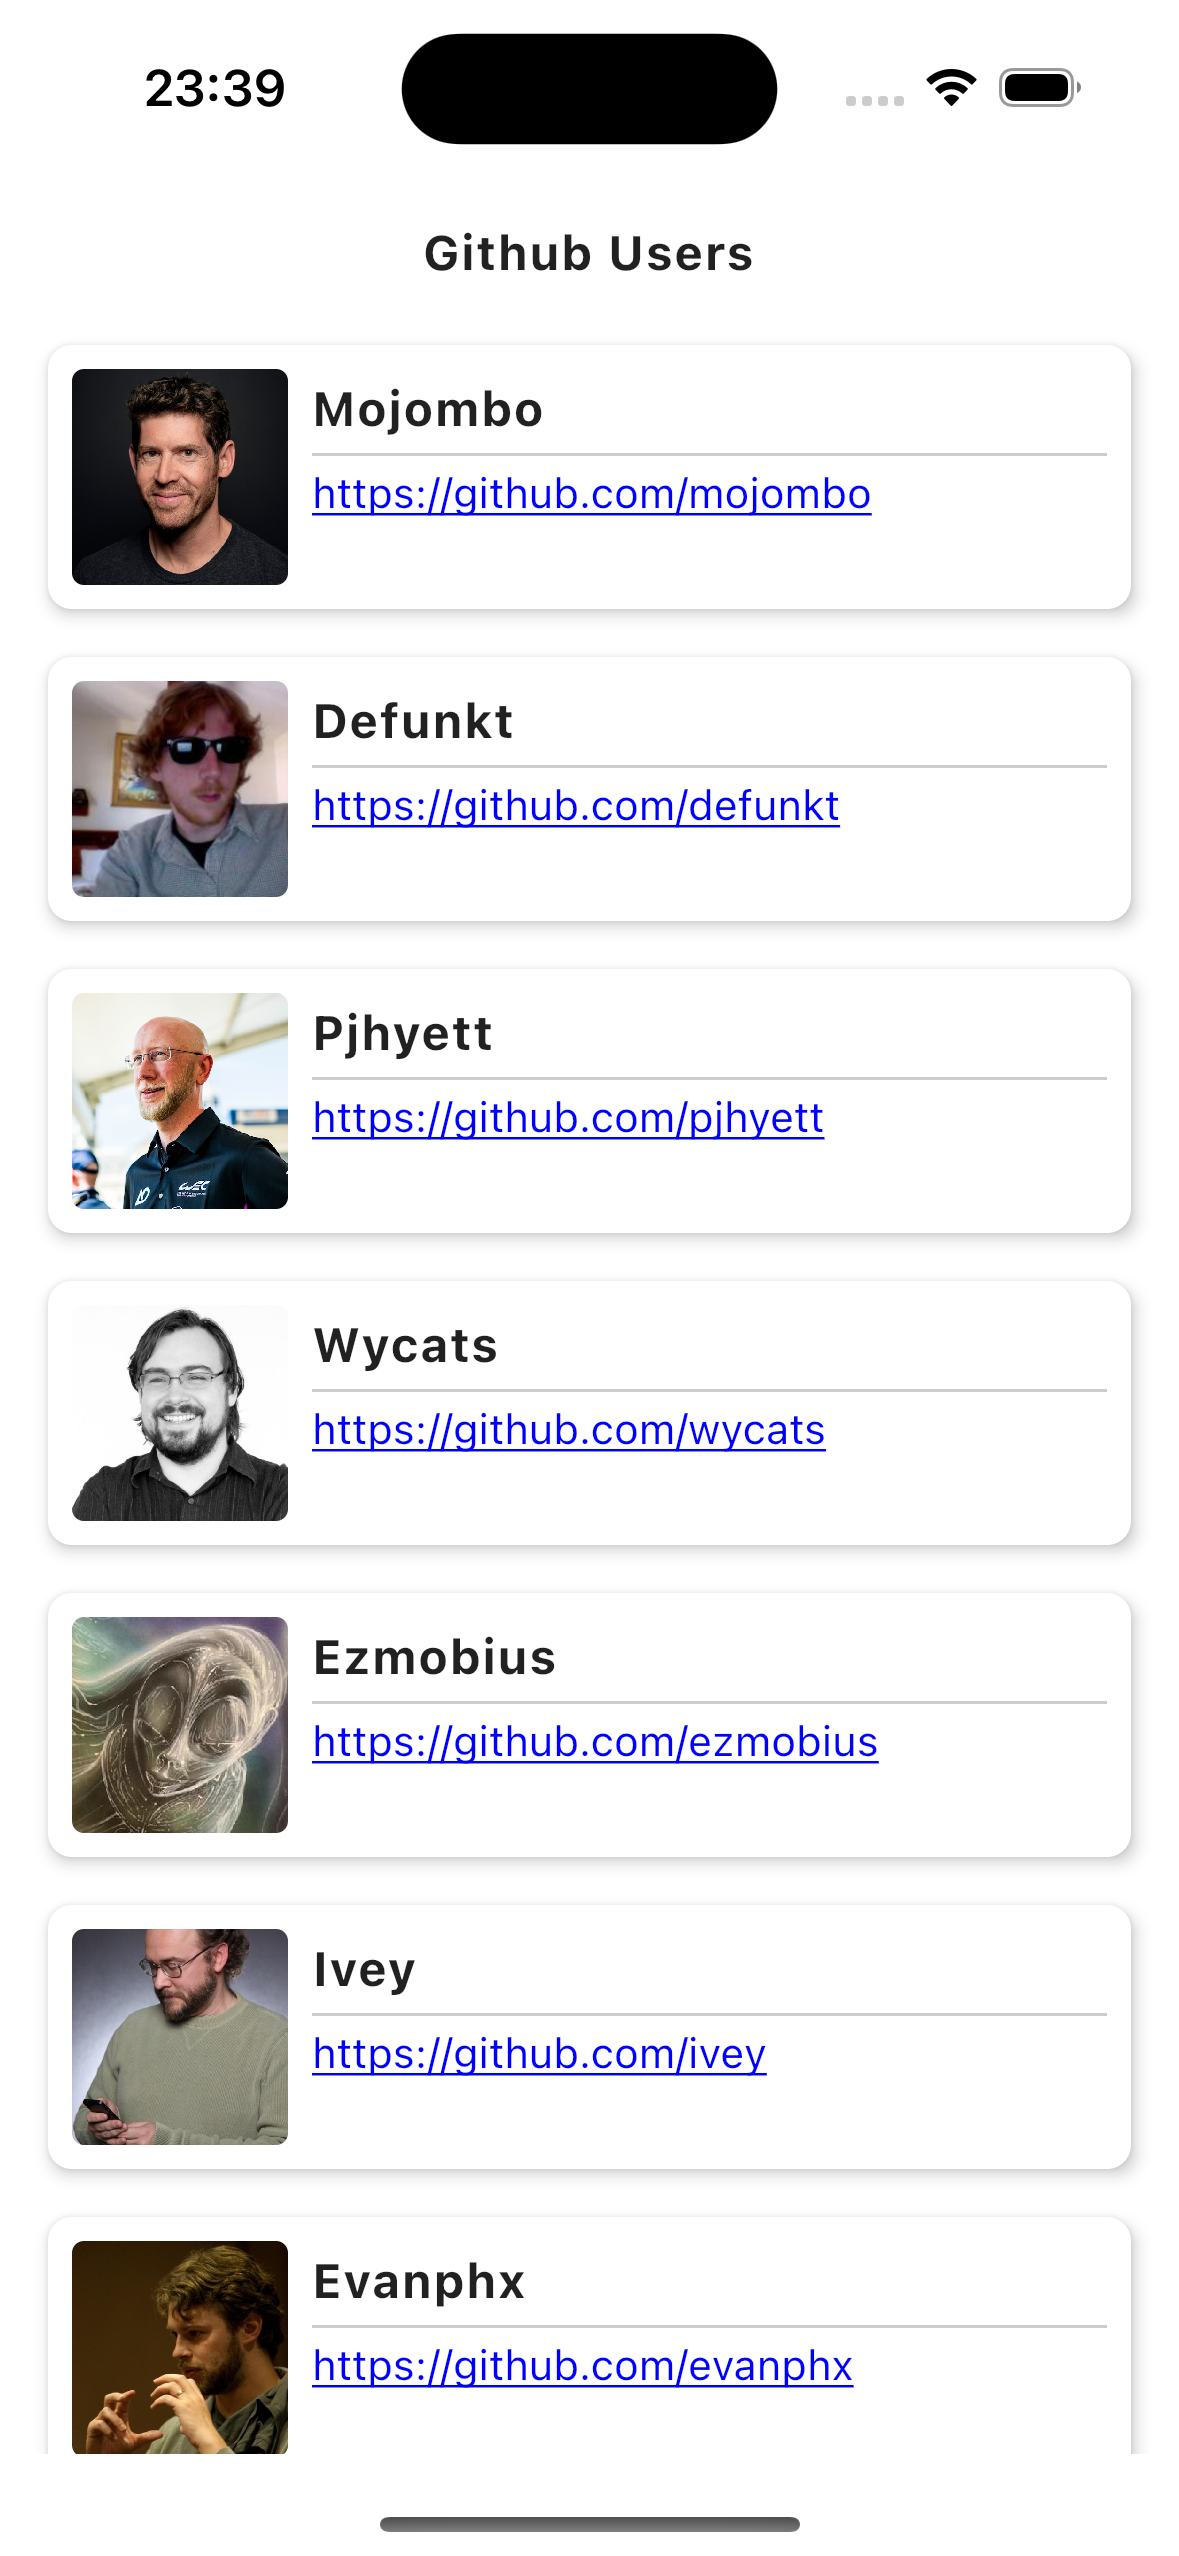 23:39
Github Users
Mojombo
https://github.com/mojombo
Defunkt
https://github.com/defunkt
Pjhyett
https://github.com/pjhyett
Wycats
https://github.com/wycats
Ezmobius
https://github.com/ezmobius
Ivey
https://github.com/ivey
Evanphx
https://github.com/evanphx